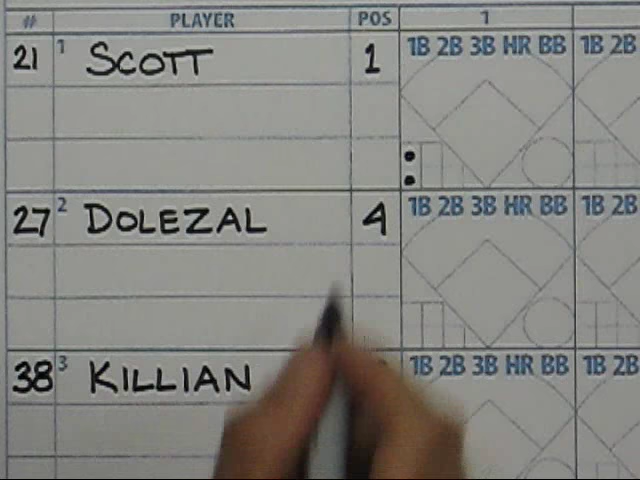 # PLAYER POS 1
21 1 SCOTT 1 1B 2B 3B HR BB 1B 2B
27 2 DOLEZAL 4 1B 2B 3B HR BB 1B 2B
38 3 KILLIAN 1B 2B 3B HR BB 1B 2B